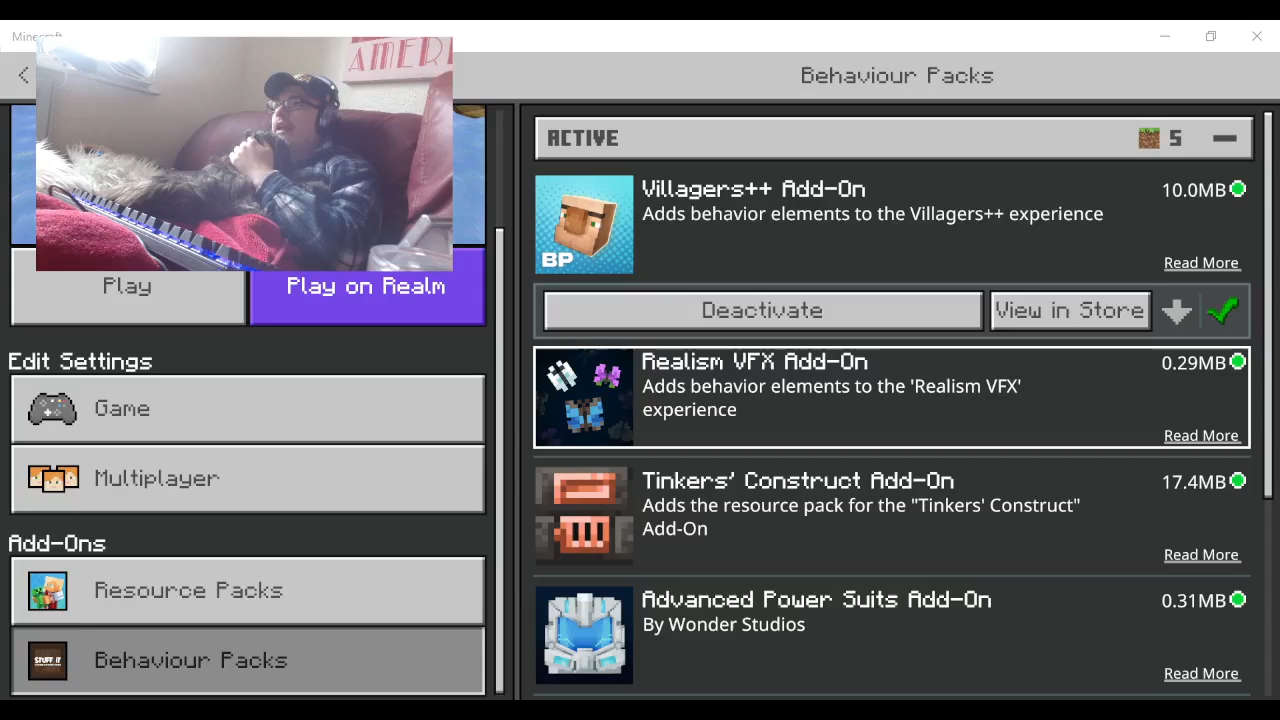 Minecraft
Behaviour Packs
AMER
Play
Play on Realm
Edit Settings
Game
Multiplayer
Add-Ons
Resource Packs
STUFF IT
Behaviour Packs
ACTIVE
5
Villagers++ Add-On
10.0MB
Adds behavior elements to the Villagers++ experience
BP
Read More
Deactivate
View in Store
Realism VFX Add-On
0.29MB
Adds behavior elements to the 'Realism VFX'
experience
Read More
Tinkers' Construct Add-On
17.4MB
Adds the resource pack for the "Tinkers' Construct"
Add-On
Read More
Advanced Power Suits Add-On
0.31MB
By Wonder Studios
Read More